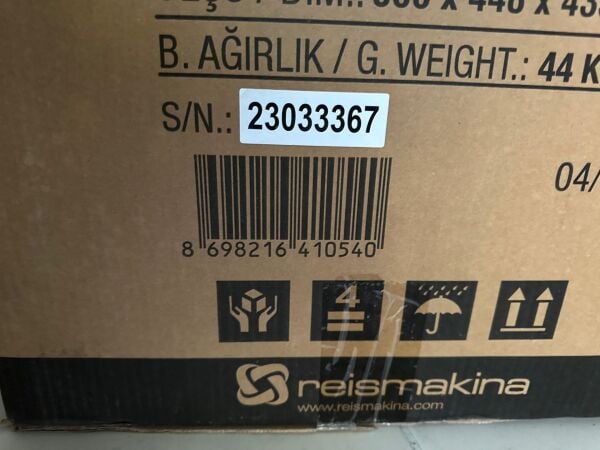 B. AĞIRLIK / G. WEIGHT.: 44 K
S/N.: 23033367
04/
8 698216 410540
4
reismakina
www.reismakina.com